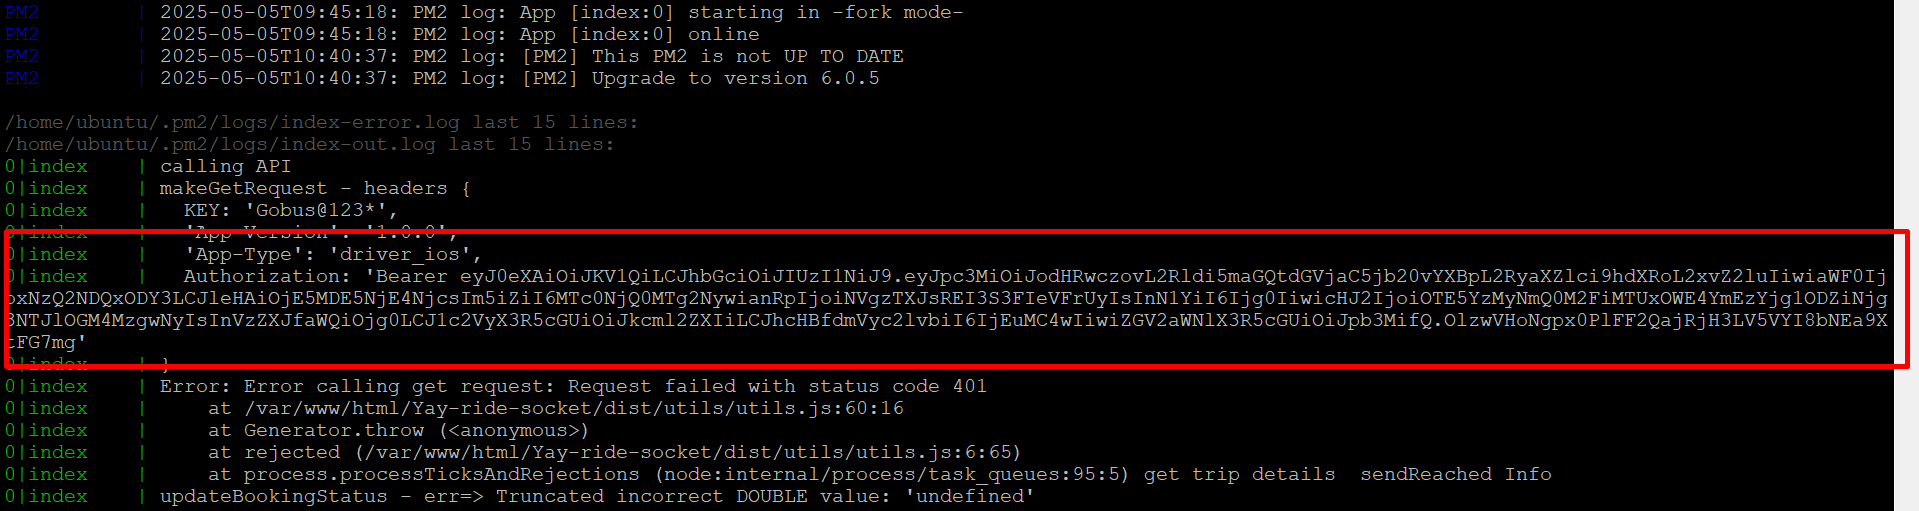 PM2 | 2025-05-05T09:45:18: PM2 log: App [index:0] starting in -fork mode-
PM2 | 2025-05-05T09:45:18: PM2 log: App [index:0] online
PM2 | 2025-05-05T10:40:37: PM2 log: [PM2] This PM2 is not UP TO DATE
PM2 | 2025-05-05T10:40:37: PM2 log: [PM2] Upgrade to version 6.0.5
/home/ubuntu/.pm2/logs/index-error.log last 15 lines:
/home/ubuntu/.pm2/logs/index-out.log last 15 lines:
0|index | calling API
0|index | makeGetRequest - headers {
0|index | KEY: 'Gobus@123*',
0|index | 'App-Version': '1.0.0',
0|index | 'App-Type': 'driver_ios',
0|index | Authorization: 'Bearer eyJ0eXAiOiJKV1QiLCJhbGciOiJIUzI1NiJ9.eyJpc3MiOiJodHRwczovL2Rldi5maGQtdGVjaC5jb20vYXBpL2RyaXZlci9hdXRoL2xvZ2luIiwiaWF0Ij
oxNzQ2NDQxODY3LCJleHAiOjE5MDE5NjE4NjcsIm5iZiI6MTc0NjQ0MTg2NywianRpIjoiNVgzTXJsREI3S3FIeVFrUyIsInN1YiI6Ijg0IiwicHJ2IjoiOTE5YzMyNmQ0M2FiMTUxOWE4YmEzYjg1ODZiNjg
3NTJlOGM4MzgwNyIsInVzZXJfaWQiOjg0LCJ1c2VyX3R5cGUiOiJkcml2ZXIiLCJhcHBfdmVyc2lvbiI6IjEuMC4wIiwiZGV2aWNlX3R5cGUiOiJpb3MifQ.OlzwVHoNgpx0PlFF2QajRjH3LV5VYI8bNEa9X
tFG7mg'
0|index | }
0|index | Error: Error calling get request: Request failed with status code 401
0|index | at /var/www/html/Yay-ride-socket/dist/utils/utils.js:60:16
0|index | at Generator.throw (<anonymous>)
0|index | at rejected (/var/www/html/Yay-ride-socket/dist/utils/utils.js:6:65)
0|index | at process.processTicksAndRejections (node:internal/process/task_queues:95:5) get trip details  sendReached Info
0|index | updateBookingStatus - err=> Truncated incorrect DOUBLE value: 'undefined'